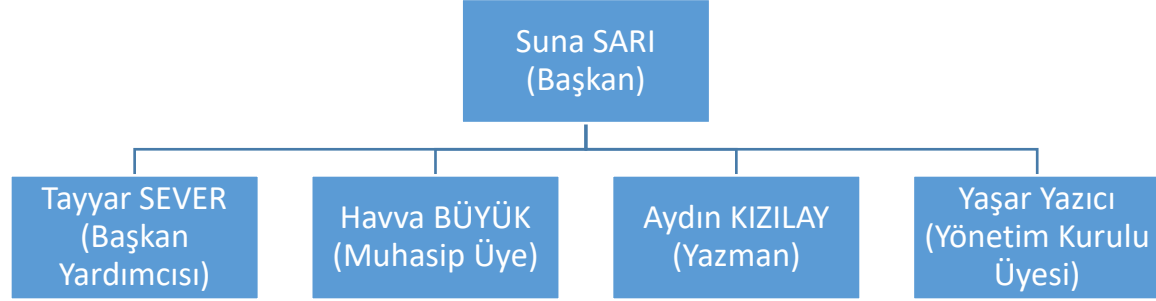 Suna SARI
(Başkan)
Tayyar SEVER
(Başkan
Yardımcısı)
Havva BÜYÜK
(Muhasip Üye)
Aydın KIZILAY
(Yazman)
Yaşar Yazıcı
(Yönetim Kurulu
Üyesi)